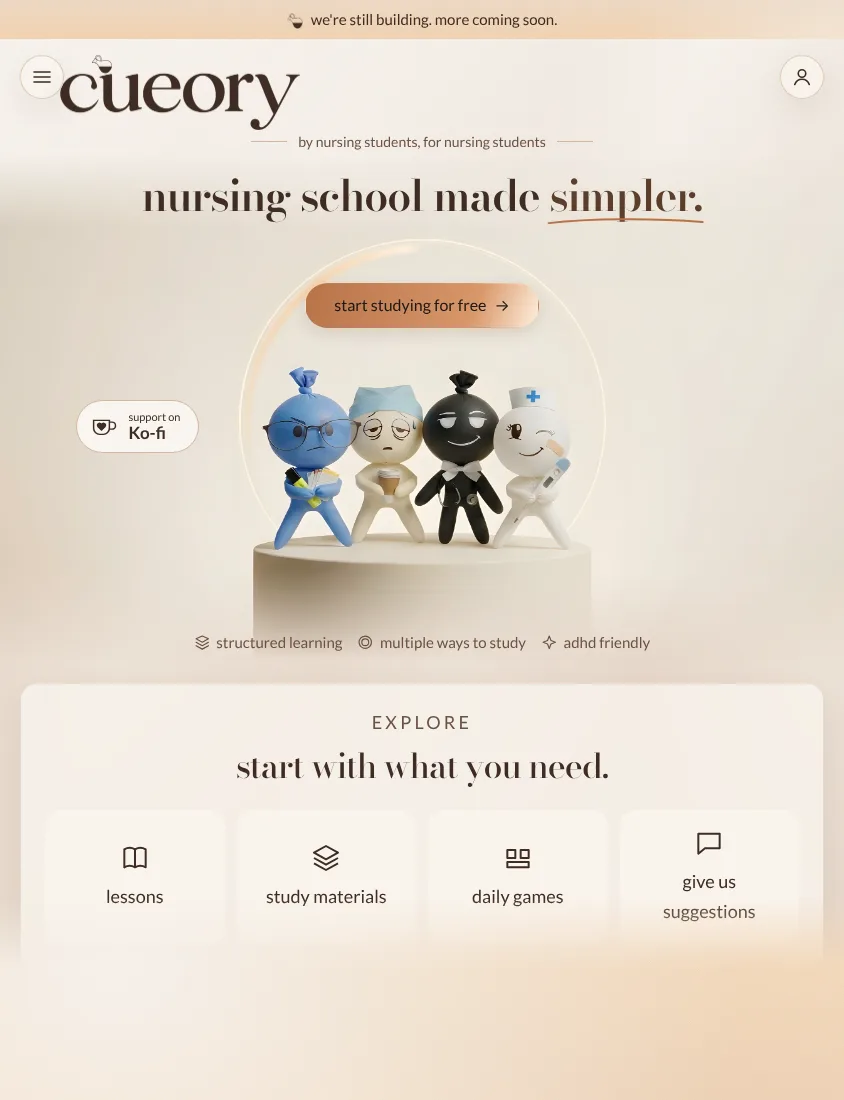 we're still building. more coming soon.
cueory
by nursing students, for nursing students
nursing school made simpler.
start studying for free →
support on
Ko-fi
structured learning multiple ways to study adhd friendly
EXPLORE
start with what you need.
lessons
study materials
daily games
give us
suggestions